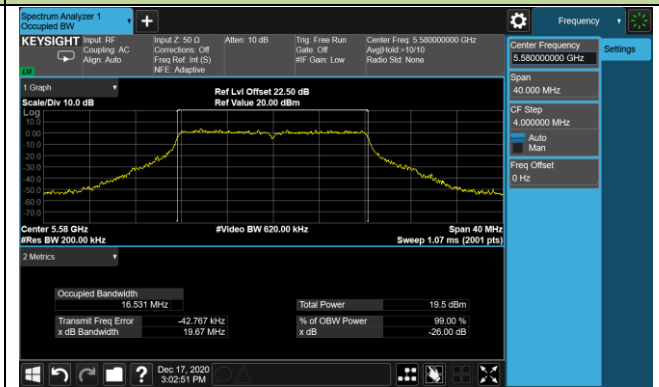 Spectrum Analyzer 1
Occupied BW
+
Frequency
KEYSIGHT
Input: RF
Coupling: AC
Align: Auto
Input Z: 50 Ω
Corrections: Off
Freq Ref: Int (S)
NFE: Adaptive
Atten: 10 dB
Trig: Free Run
Gate: Off
#IF Gain: Low
Center Freq: 5.580000000 GHz
Avg|Hold:>10/10
Radio Std: None
Center Frequency
5.580000000 GHz
Settings
Span
40.000 MHz
CF Step
4.000000 MHz
Auto
Man
Freq Offset
0 Hz
1 Graph
Scale/Div 10.0 dB
Ref Lvl Offset 22.50 dB
Ref Value 20.00 dBm
Log
10.0
0.00
-10.0
-20.0
-30.0
-40.0
-50.0
-60.0
-70.0
Center 5.58 GHz
#Video BW 620.00 kHz
Span 40 MHz
#Res BW 200.00 kHz
Sweep 1.07 ms (2001 pts)
2 Metrics
Occupied Bandwidth
16.531 MHz
Total Power
19.5 dBm
Transmit Freq Error
-42.767 kHz
% of OBW Power
99.00 %
x dB Bandwidth
19.67 MHz
x dB
-26.00 dB
?
Dec 17, 2020
3:02:51 PM